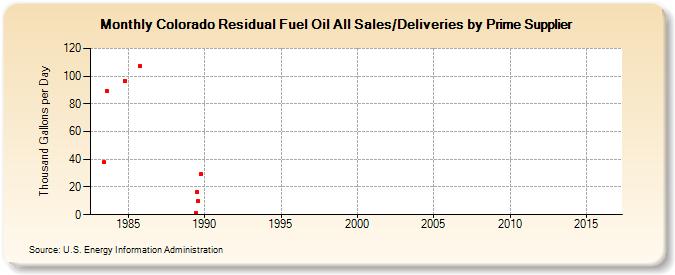 Monthly Colorado Residual Fuel Oil All Sales/Deliveries by Prime Supplier
Thousand Gallons per Day
120
100
80
60
40
20
0
1985 1990 1995 2000 2005 2010 2015
Source: U.S. Energy Information Administration